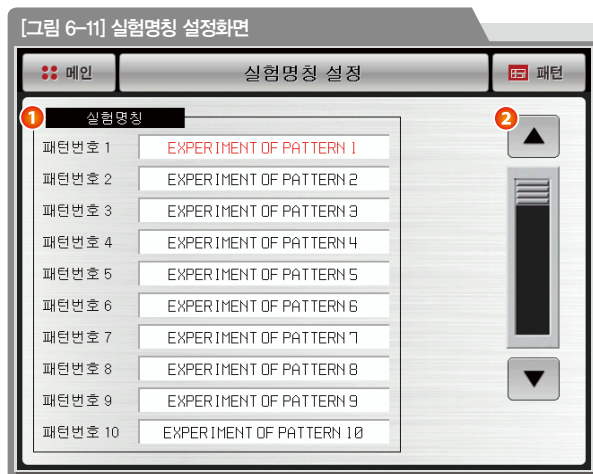 [그림 6-11] 실험명칭 설정화면
메인 실험명칭 설정 패턴
1 실험명칭 2
패턴번호 1 EXPERIMENT OF PATTERN 1
패턴번호 2 EXPERIMENT OF PATTERN 2
패턴번호 3 EXPERIMENT OF PATTERN 3
패턴번호 4 EXPERIMENT OF PATTERN 4
패턴번호 5 EXPERIMENT OF PATTERN 5
패턴번호 6 EXPERIMENT OF PATTERN 6
패턴번호 7 EXPERIMENT OF PATTERN 7
패턴번호 8 EXPERIMENT OF PATTERN 8
패턴번호 9 EXPERIMENT OF PATTERN 9
패턴번호 10 EXPERIMENT OF PATTERN 10